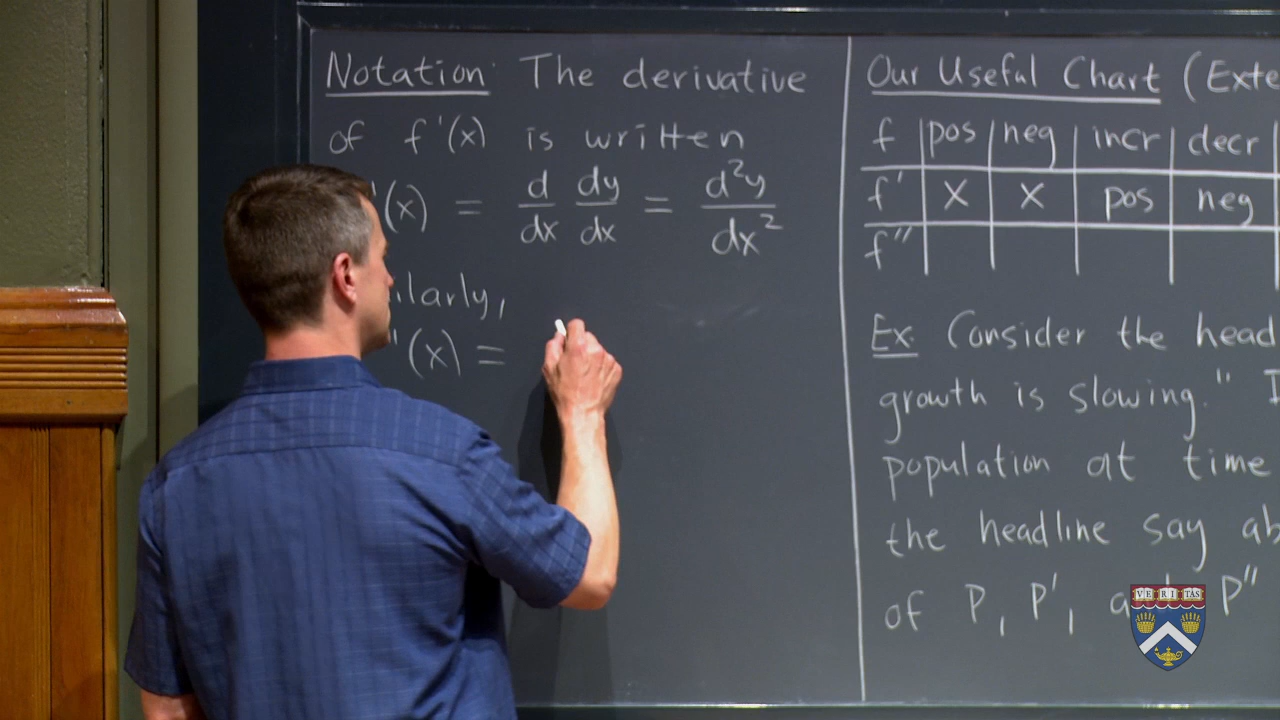 Notation: The derivative
of f'(x) is written
'(x) = d/dx dy/dx = d²y/dx²
ilarly,
'(x) =
Our Useful Chart (Exte
f | pos | neg | incr | decr
f' | X | X | pos | neg
f''
Ex. Consider the head
growth is slowing." I
population at time
the headline say ab
of P, P', P''
VERITAS